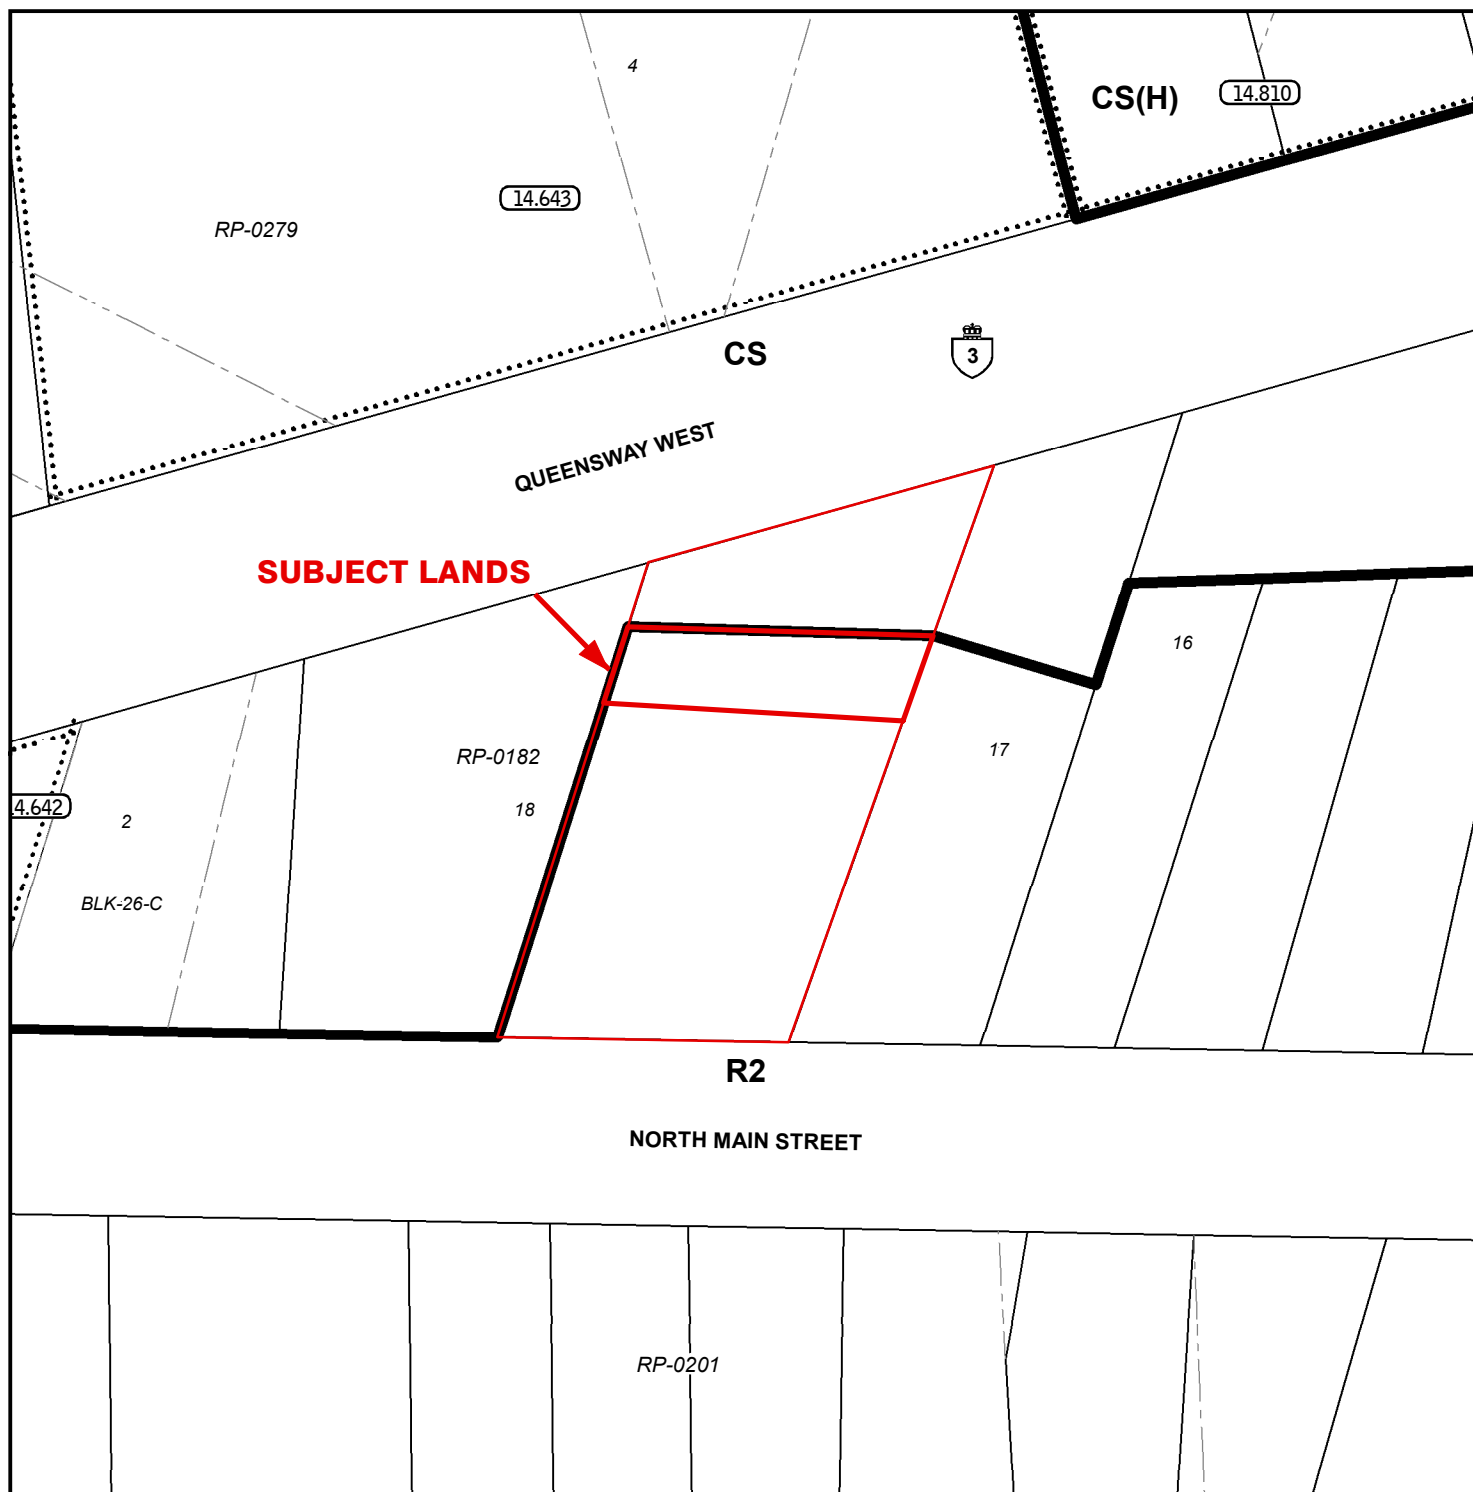 4
CS(H)
14.810
14.643
RP-0279
CS
3
QUEENSWAY WEST
SUBJECT LANDS
16
RP-0182
17
18
4.642
2
BLK-26-C
R2
NORTH MAIN STREET
RP-0201